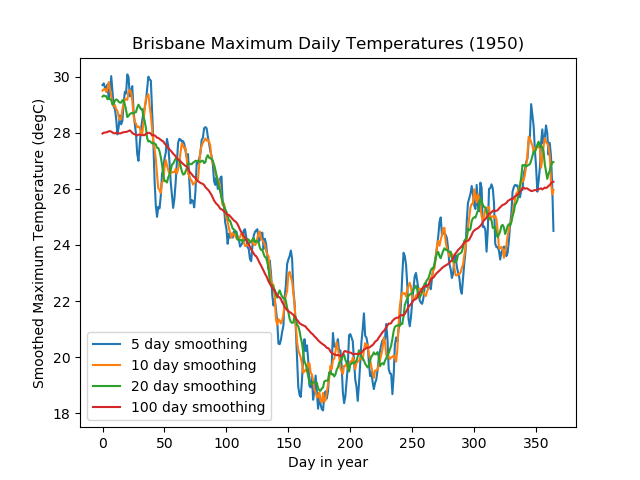 Brisbane Maximum Daily Temperatures (1950)
Smoothed Maximum Temperature (degC)
30
28
26
24
22
20
18
5 day smoothing
10 day smoothing
20 day smoothing
100 day smoothing
0 50 100 150 200 250 300 350
Day in year